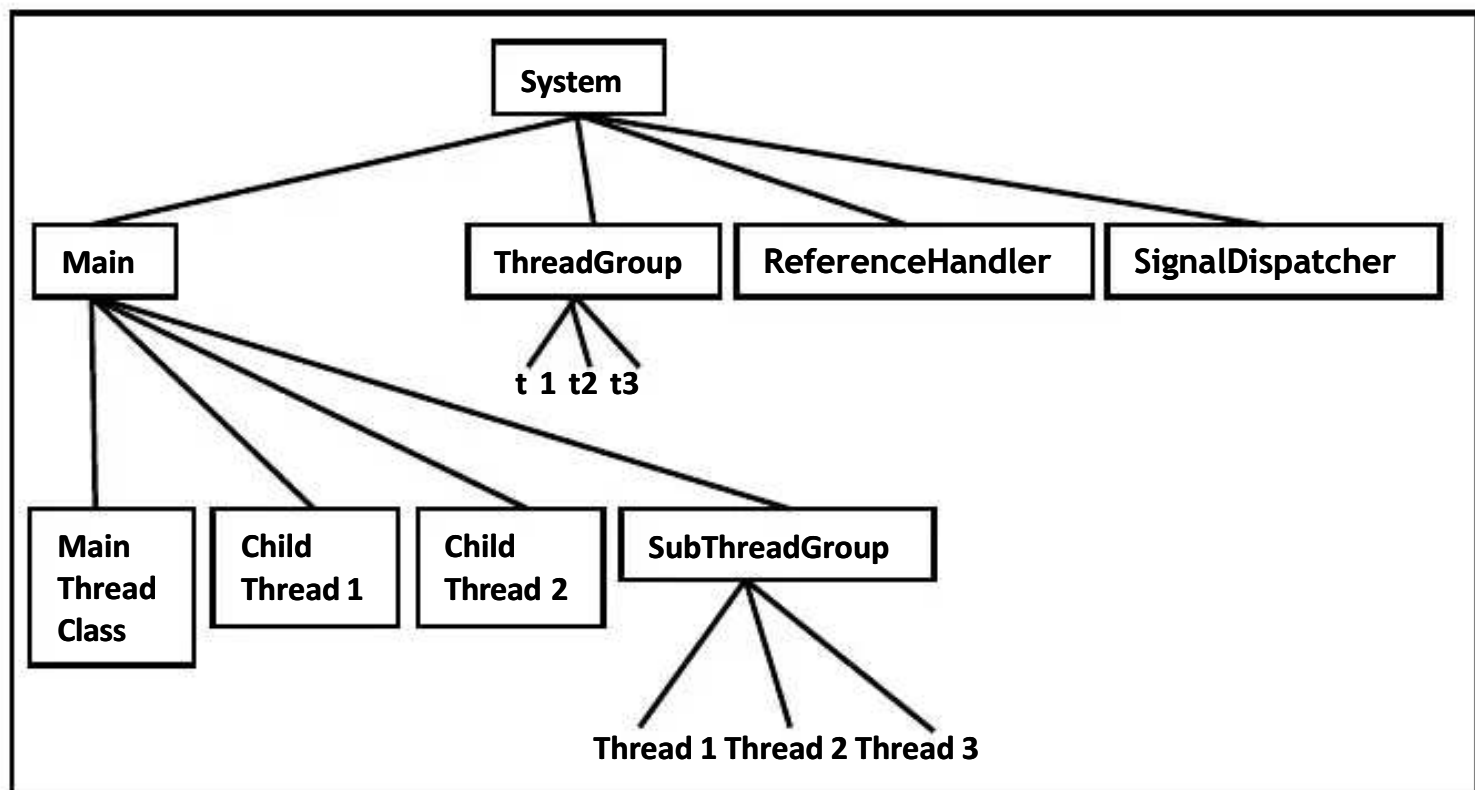 System
Main
ThreadGroup
ReferenceHandler
SignalDispatcher
t 1 t2 t3
Main
Thread
Class
Child
Thread 1
Child
Thread 2
SubThreadGroup
Thread 1 Thread 2 Thread 3